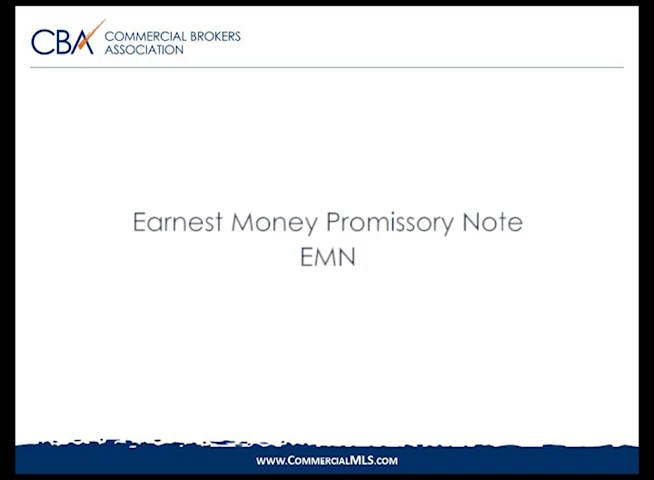 CBA
COMMERCIAL BROKERS
ASSOCIATION
Earnest Money Promissory Note
EMN
www.CommercialMLS.com